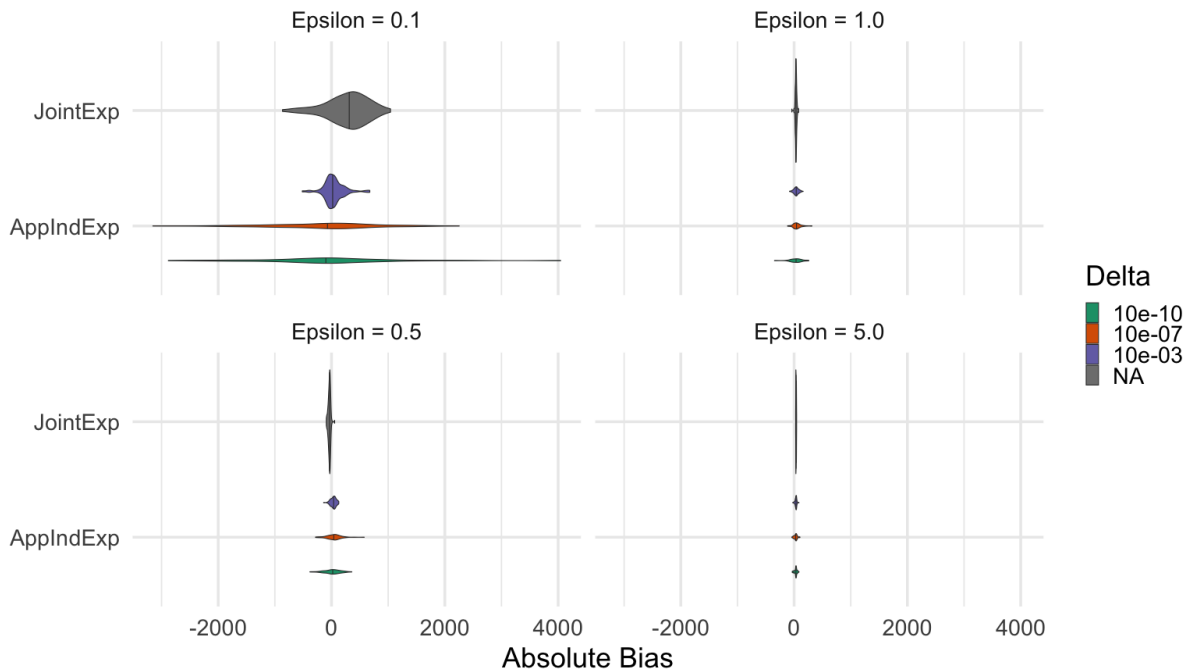 Epsilon = 0.1
Epsilon = 1.0
JointExp
AppIndExp
Epsilon = 0.5
Epsilon = 5.0
JointExp
AppIndExp
-2000 0 2000 4000
-2000 0 2000 4000
Absolute Bias
Delta
10e-10
10e-07
10e-03
NA